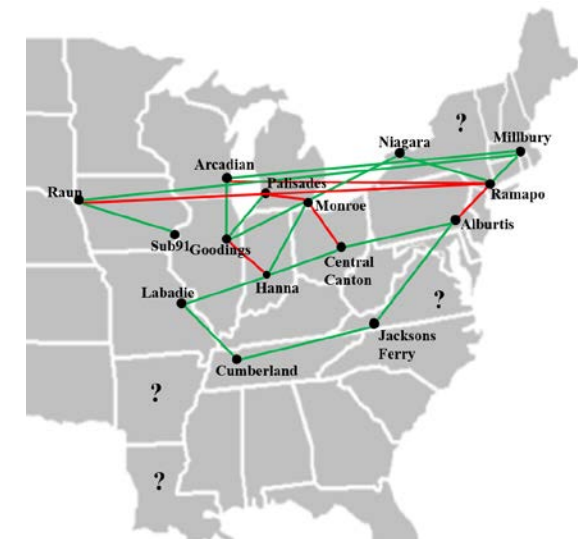 ?
Niagara
Millbury
Arcadian
Palisades
Raun
Monroe
Ramapo
Alburtis
Sub91
Goodings
Central
Canton
Hanna
Labadie
?
Jacksons
Ferry
Cumberland
?
?